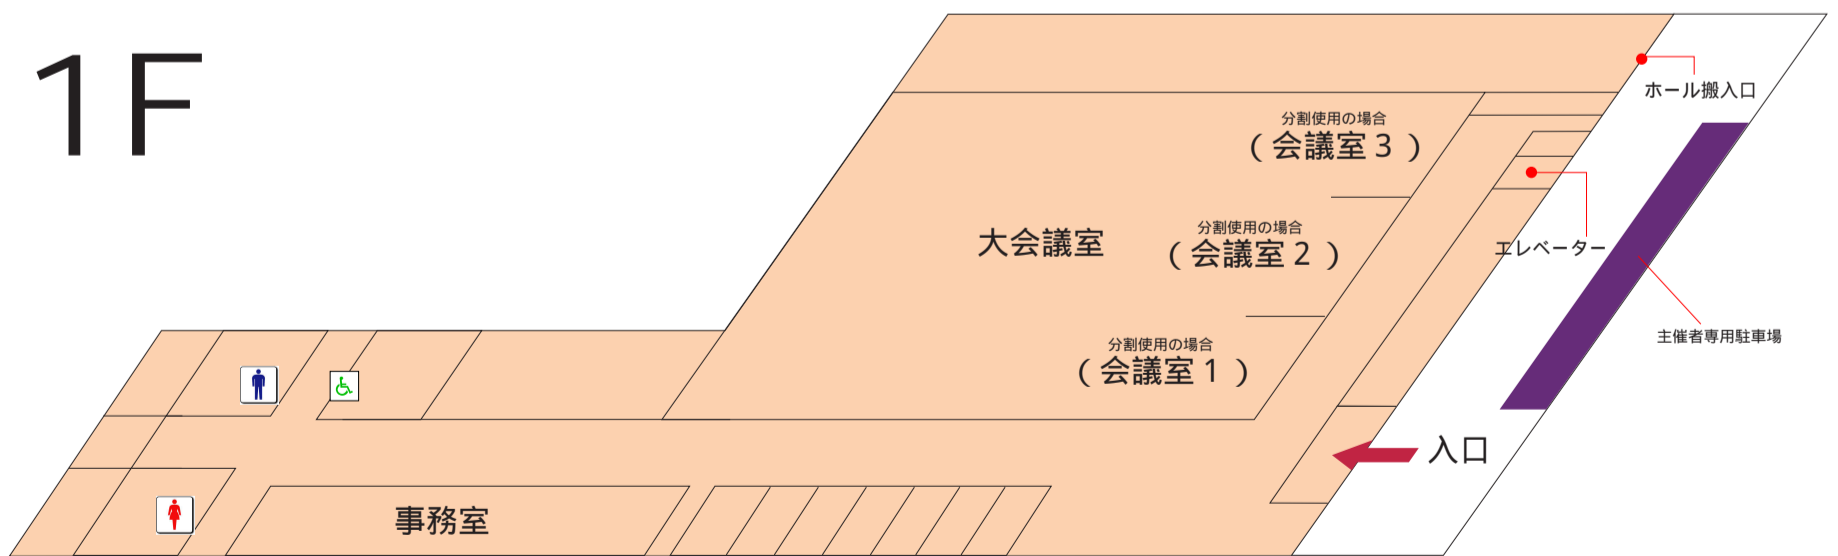 1F
ホール搬入口
分割使用の場合
(会議室3)
エレベーター
大会議室
分割使用の場合
(会議室2)
主催者専用駐車場
分割使用の場合
(会議室1)
入口
事務室